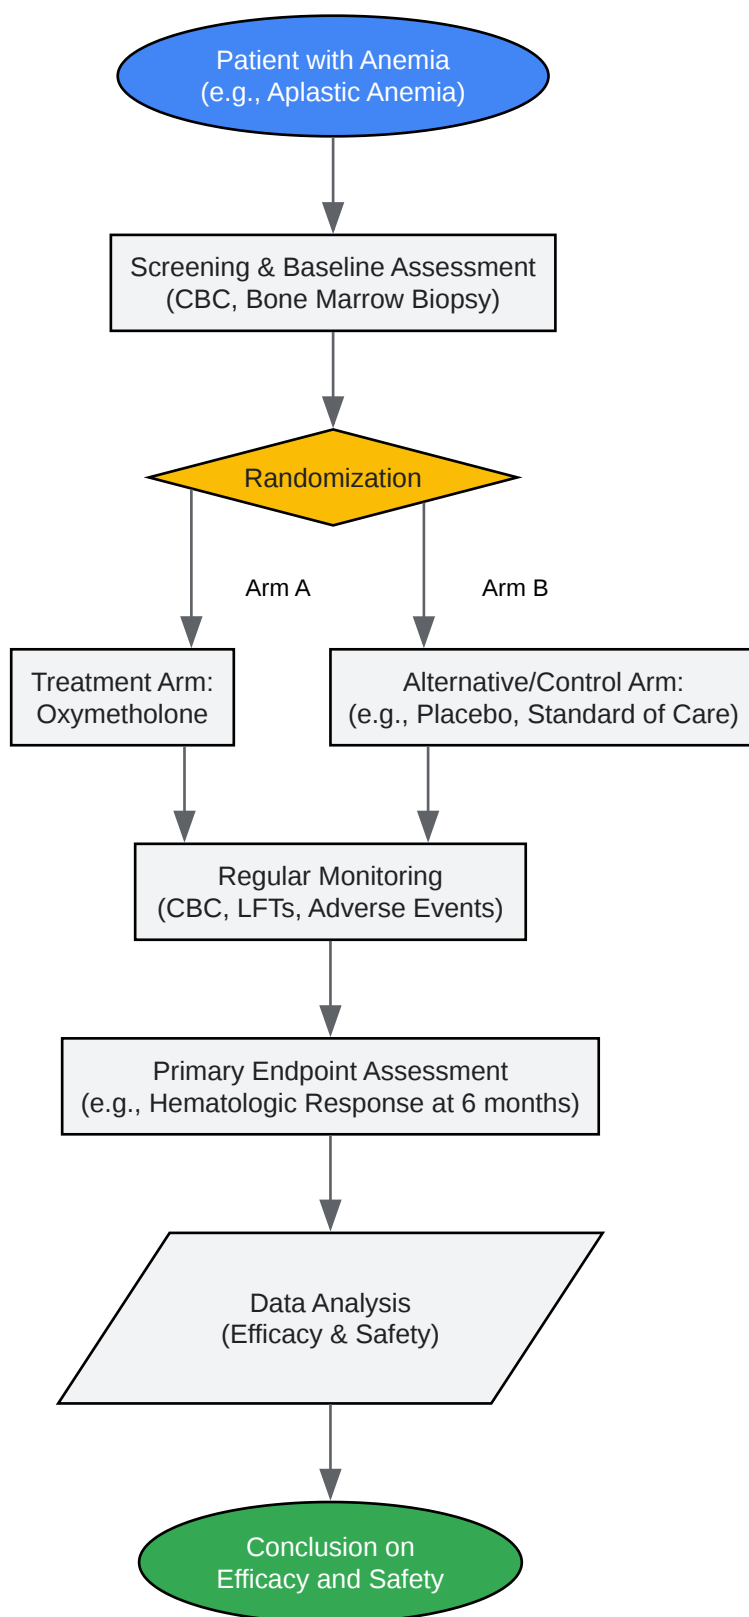 Patient with Anemia
(e.g., Aplastic Anemia)
Screening & Baseline Assessment
(CBC, Bone Marrow Biopsy)
Randomization
Arm A
Arm B
Treatment Arm:
Oxymetholone
Alternative/Control Arm:
(e.g., Placebo, Standard of Care)
Regular Monitoring
(CBC, LFTs, Adverse Events)
Primary Endpoint Assessment
(e.g., Hematologic Response at 6 months)
Data Analysis
(Efficacy & Safety)
Conclusion on
Efficacy and Safety